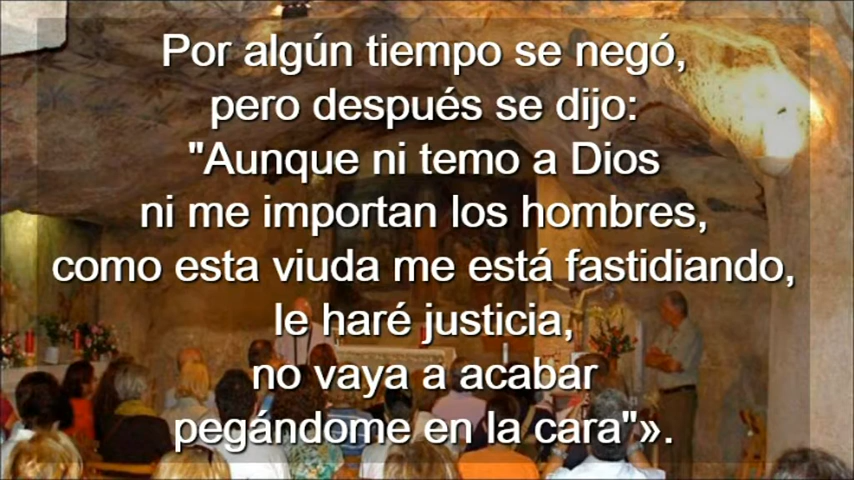 Por algún tiempo se negó,
pero después se dijo:
"Aunque ni temo a Dios
ni me importan los hombres,
como esta viuda me está fastidiando,
le haré justicia,
no vaya a acabar
pegándome en la cara"».